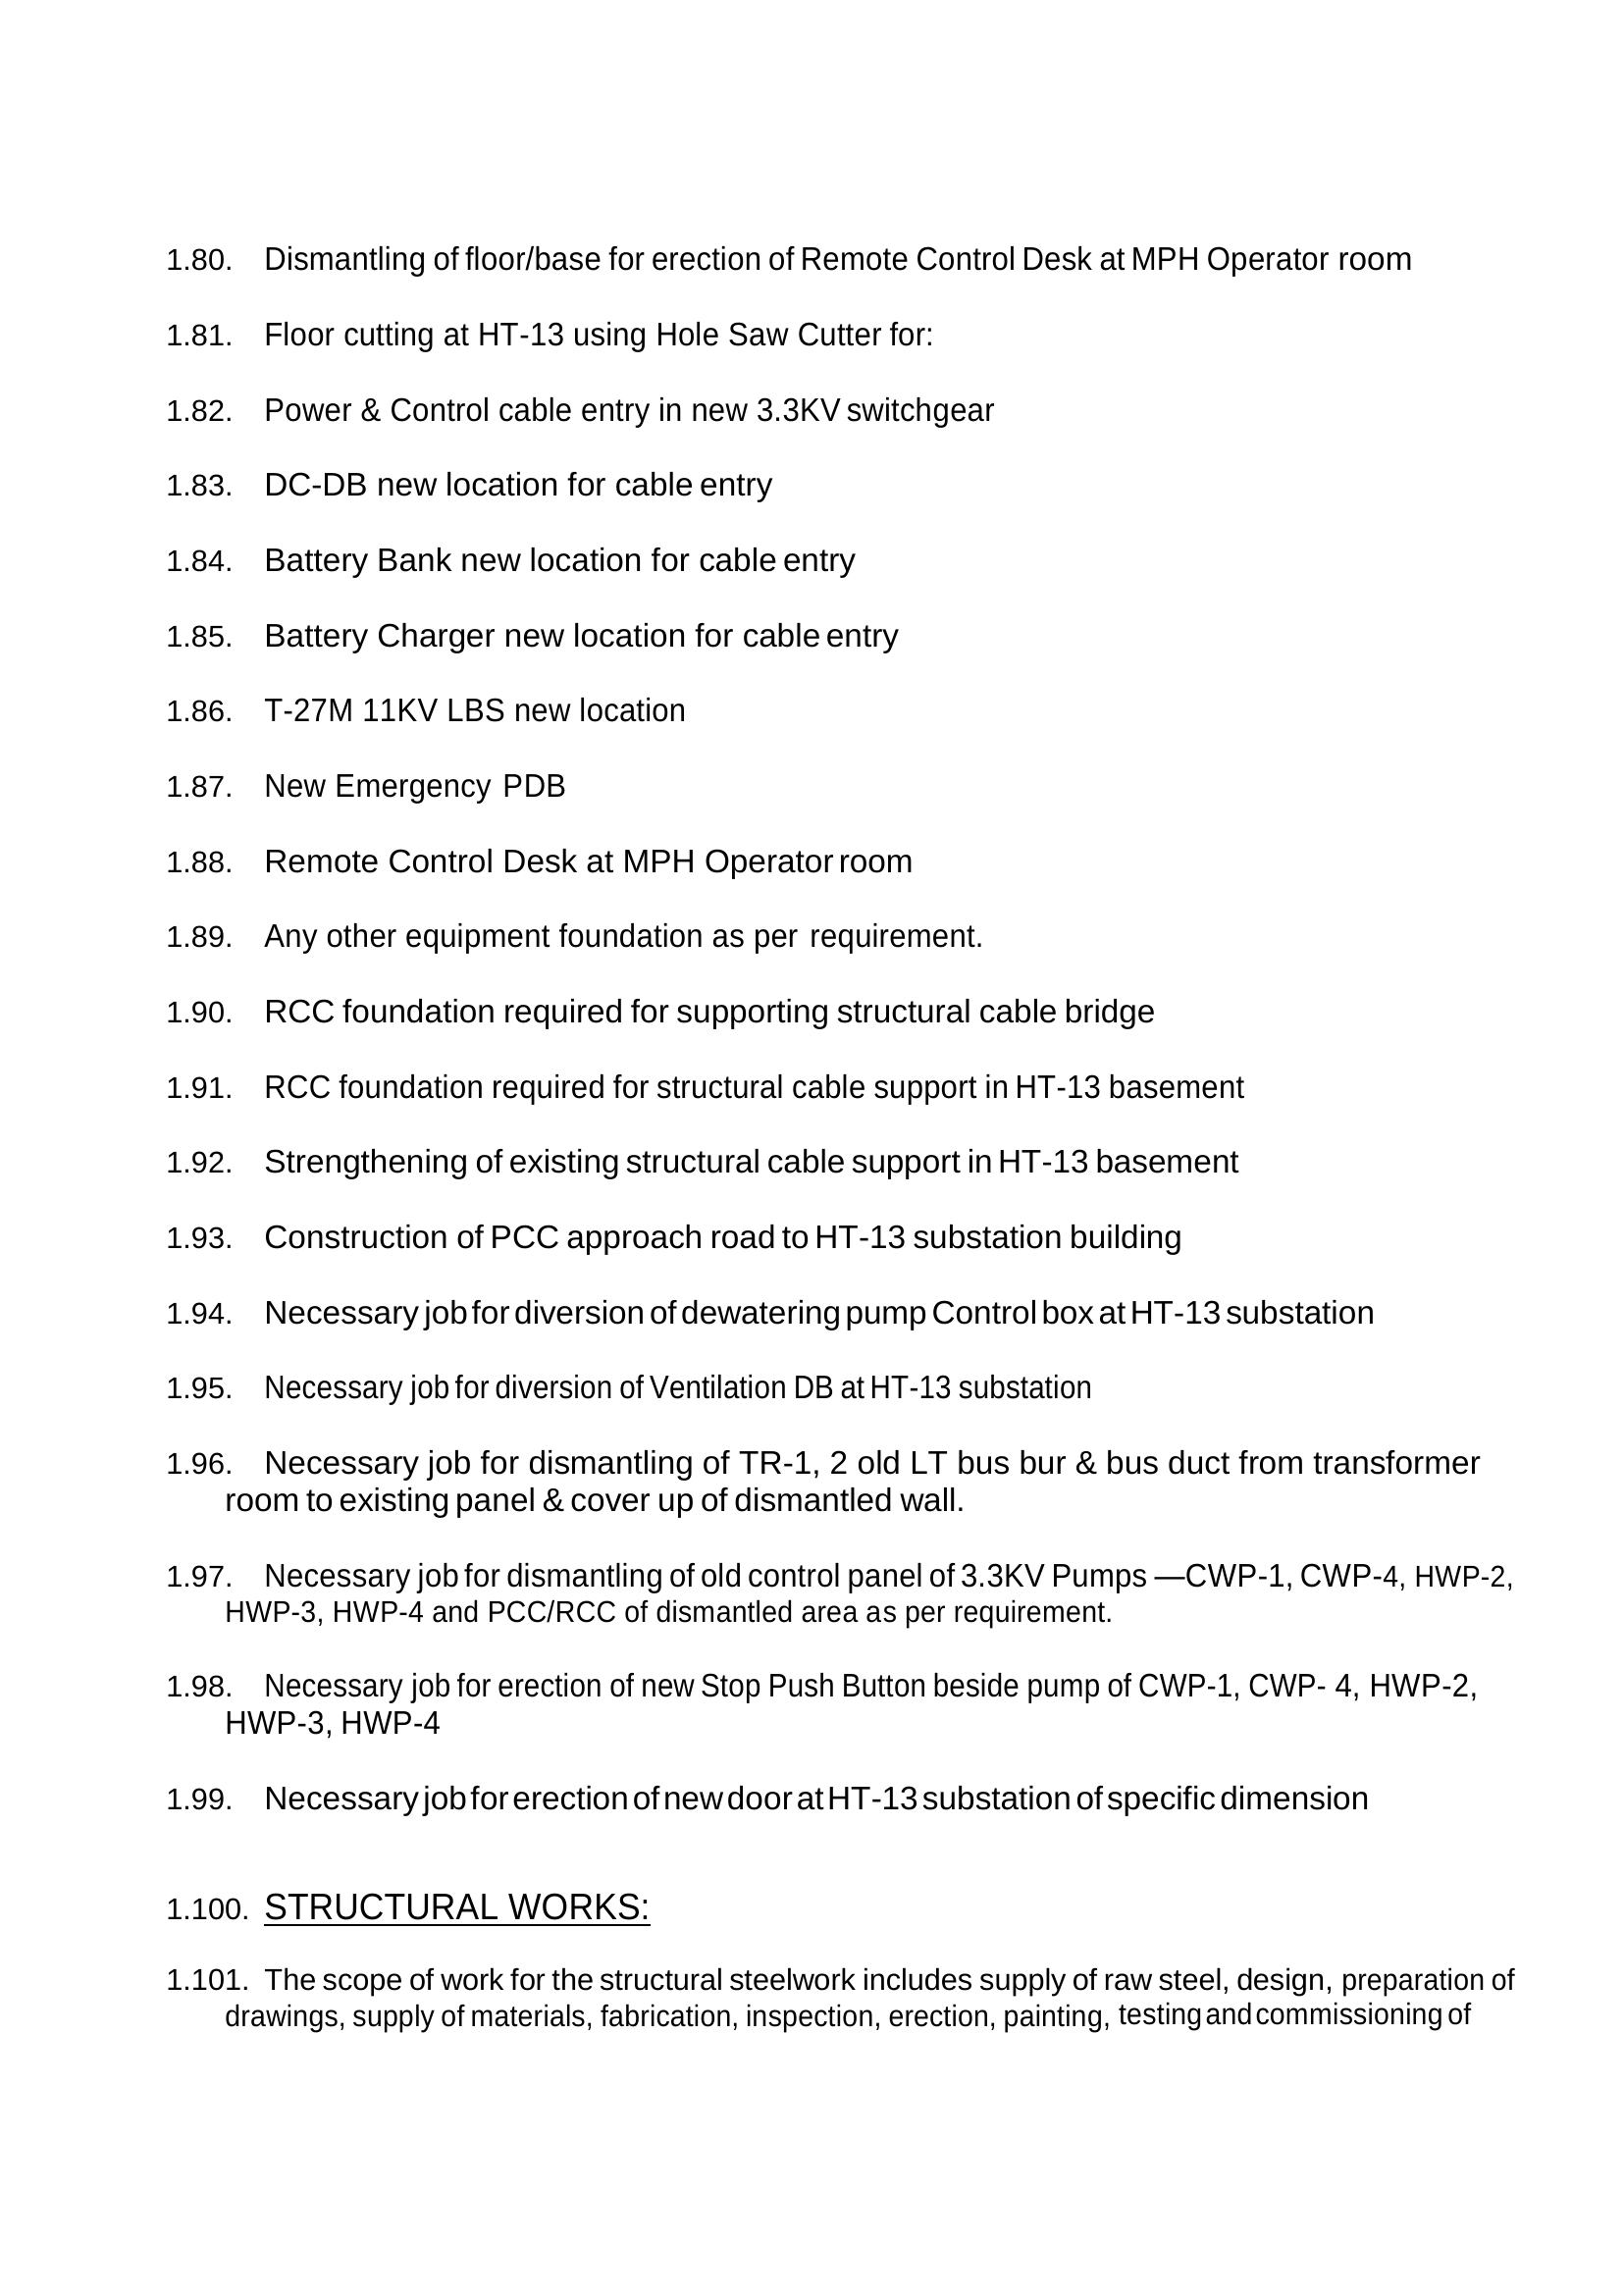 1.80. Dismantling of floor/base for erection of Remote Control Desk at MPH Operator room
1.81. Floor cutting at HT-13 using Hole Saw Cutter for:
1.82. Power & Control cable entry in new 3.3KV switchgear
1.83. DC-DB new location for cable entry
1.84. Battery Bank new location for cable entry
1.85. Battery Charger new location for cable entry
1.86. T-27M 11KV LBS new location
1.87. New Emergency PDB
1.88. Remote Control Desk at MPH Operator room
1.89. Any other equipment foundation as per requirement.
1.90. RCC foundation required for supporting structural cable bridge
1.91. RCC foundation required for structural cable support in HT-13 basement
1.92. Strengthening of existing structural cable support in HT-13 basement
1.93. Construction of PCC approach road to HT-13 substation building
1.94. Necessary job for diversion of dewatering pump Control box at HT-13 substation
1.95. Necessary job for diversion of Ventilation DB at HT-13 substation
1.96. Necessary job for dismantling of TR-1, 2 old LT bus bur & bus duct from transformer
room to existing panel & cover up of dismantled wall.
1.97. Necessary job for dismantling of old control panel of 3.3KV Pumps —CWP-1, CWP-4, HWP-2,
HWP-3, HWP-4 and PCC/RCC of dismantled area as per requirement.
1.98. Necessary job for erection of new Stop Push Button beside pump of CWP-1, CWP- 4, HWP-2,
HWP-3, HWP-4
1.99. Necessary job for erection of new door at HT-13 substation of specific dimension
1.100. STRUCTURAL WORKS:
1.101. The scope of work for the structural steelwork includes supply of raw steel, design, preparation of
drawings, supply of materials, fabrication, inspection, erection, painting, testing and commissioning of